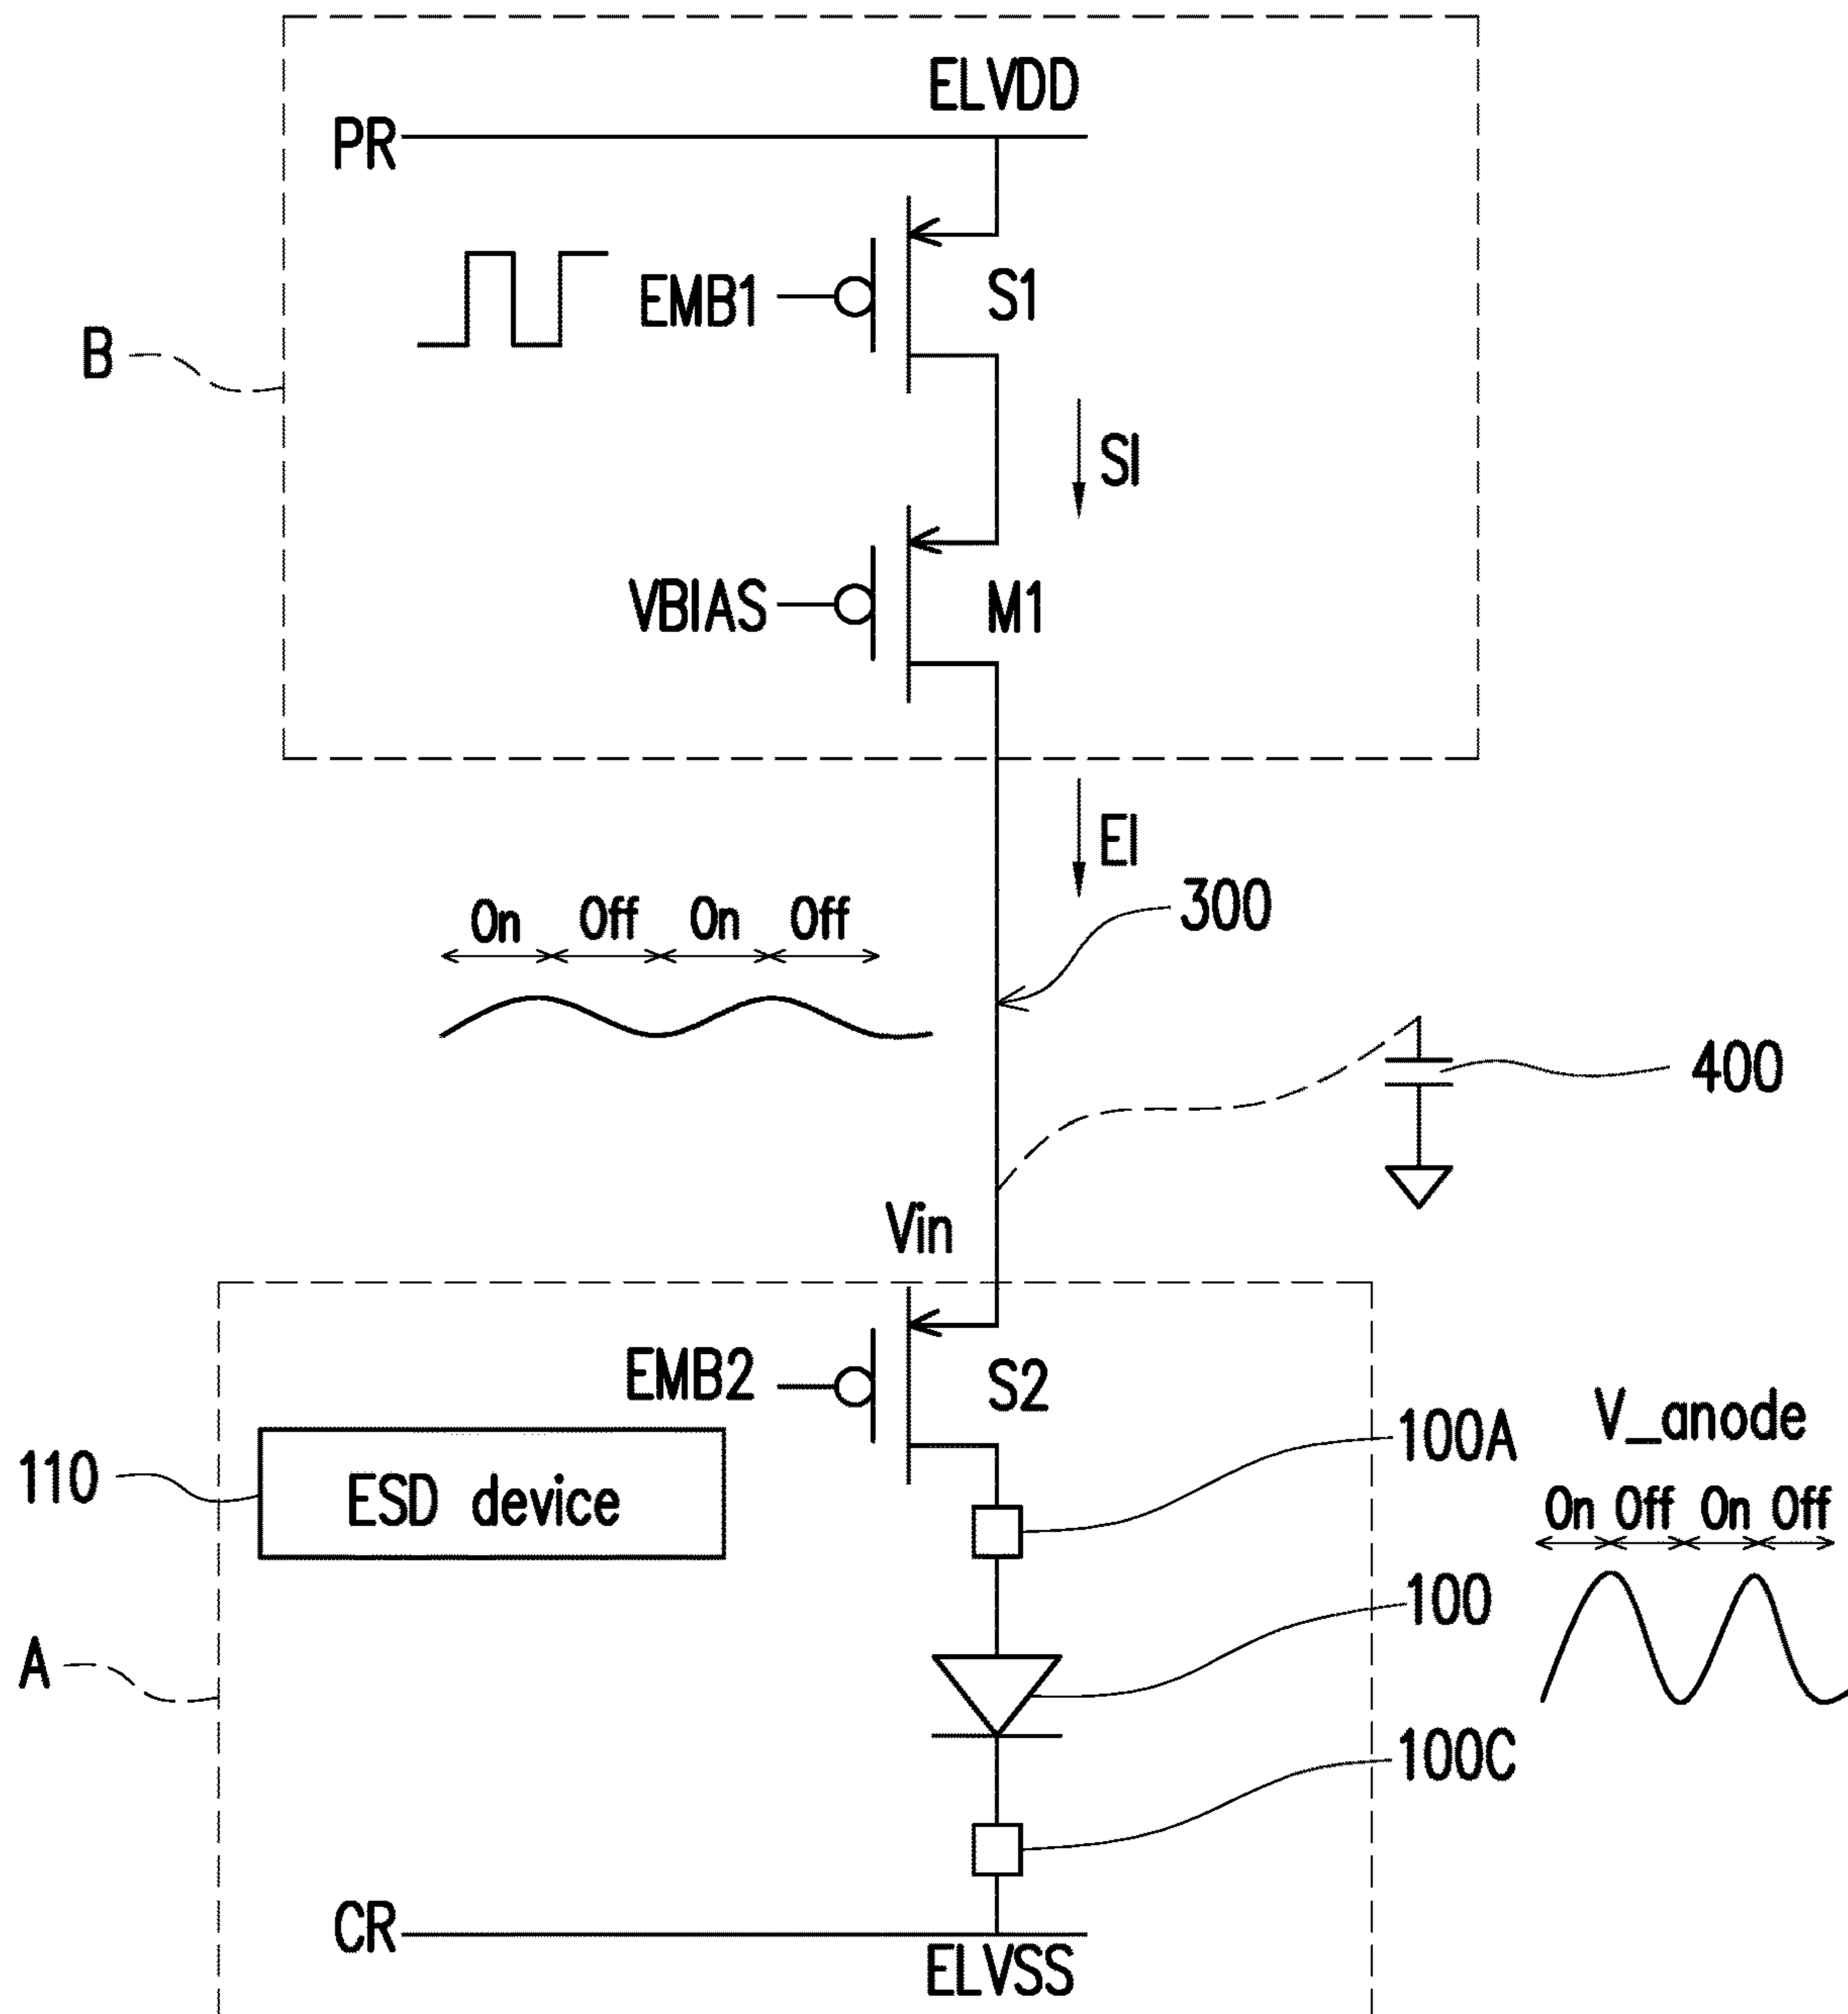 ELVDD
PR
EMB1
S1
B
SI
VBIAS
M1
EI
300
On Off On Off
400
Vin
EMB2
S2
100A
V_anode
110
ESD device
On Off On Off
100
A
100C
CR
ELVSS